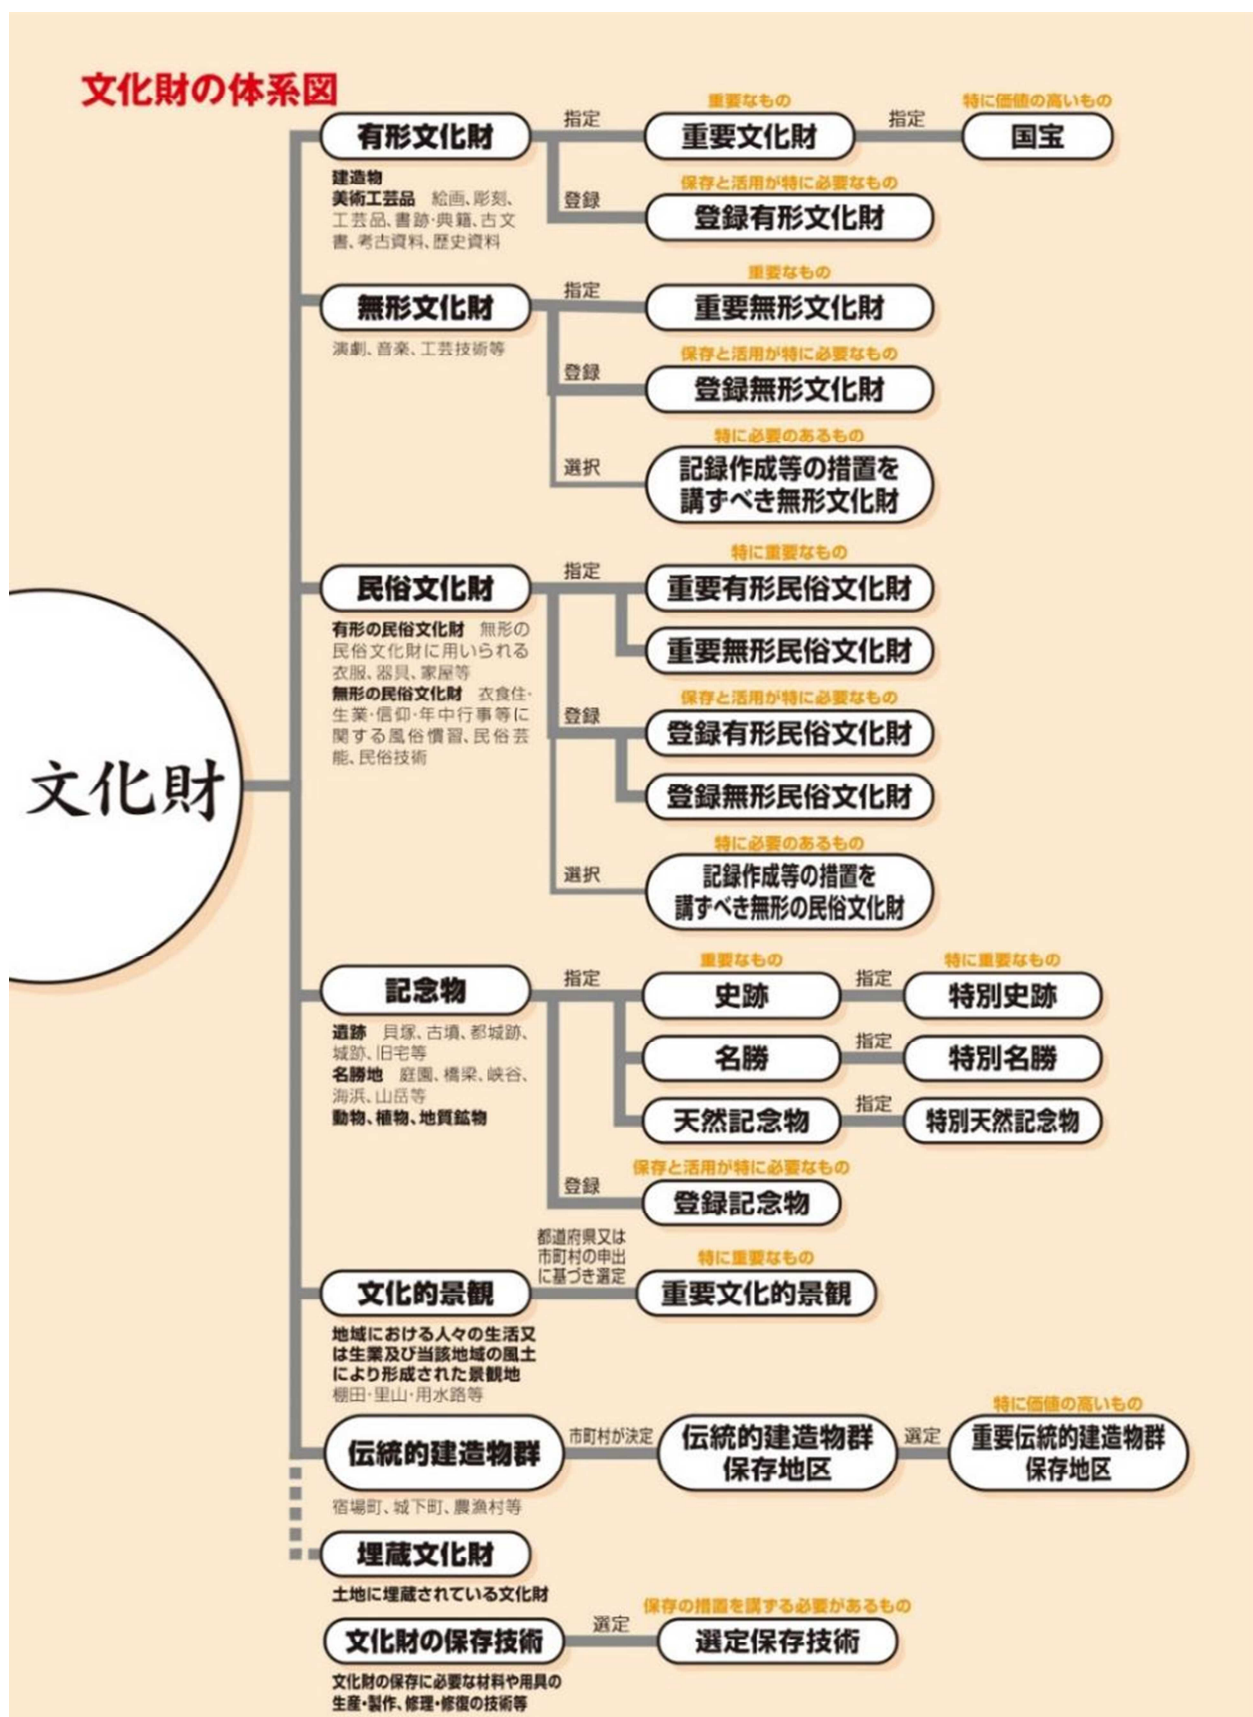 文化財の体系図
文化財
有形文化財
建造物
美術工芸品　絵画、彫刻、
工芸品、書跡・典籍、古文
書、考古資料、歴史資料
指定
重要なもの
重要文化財
指定
特に価値の高いもの
国宝
登録
保存と活用が特に必要なもの
登録有形文化財
無形文化財
演劇、音楽、工芸技術等
指定
重要なもの
重要無形文化財
登録
保存と活用が特に必要なもの
登録無形文化財
選択
特に必要のあるもの
記録作成等の措置を
講ずべき無形文化財
民俗文化財
有形の民俗文化財　無形の
民俗文化財に用いられる
衣服、器具、家屋等
無形の民俗文化財　衣食住・
生業・信仰・年中行事等に
関する風俗慣習、民俗芸
能、民俗技術
指定
特に重要なもの
重要有形民俗文化財
重要無形民俗文化財
登録
保存と活用が特に必要なもの
登録有形民俗文化財
登録無形民俗文化財
選択
特に必要のあるもの
記録作成等の措置を
講ずべき無形の民俗文化財
記念物
遺跡　貝塚、古墳、都城跡、
城跡、旧宅等
名勝地　庭園、橋梁、峡谷、
海浜、山岳等
動物、植物、地質鉱物
指定
重要なもの
史跡
指定
特に重要なもの
特別史跡
名勝
指定
特別名勝
天然記念物
指定
特別天然記念物
登録
保存と活用が特に必要なもの
登録記念物
文化的景観
地域における人々の生活又
は生業及び当該地域の風土
により形成された景観地
棚田・里山・用水路等
都道府県又は
市町村の申出
に基づき選定
特に重要なもの
重要文化的景観
伝統的建造物群
宿場町、城下町、農漁村等
市町村が決定
伝統的建造物群
保存地区
選定
特に価値の高いもの
重要伝統的建造物群
保存地区
埋蔵文化財
土地に埋蔵されている文化財
文化財の保存技術
文化財の保存に必要な材料や用具の
生産・製作、修理・修復の技術等
選定
保存の措置を講ずる必要があるもの
選定保存技術